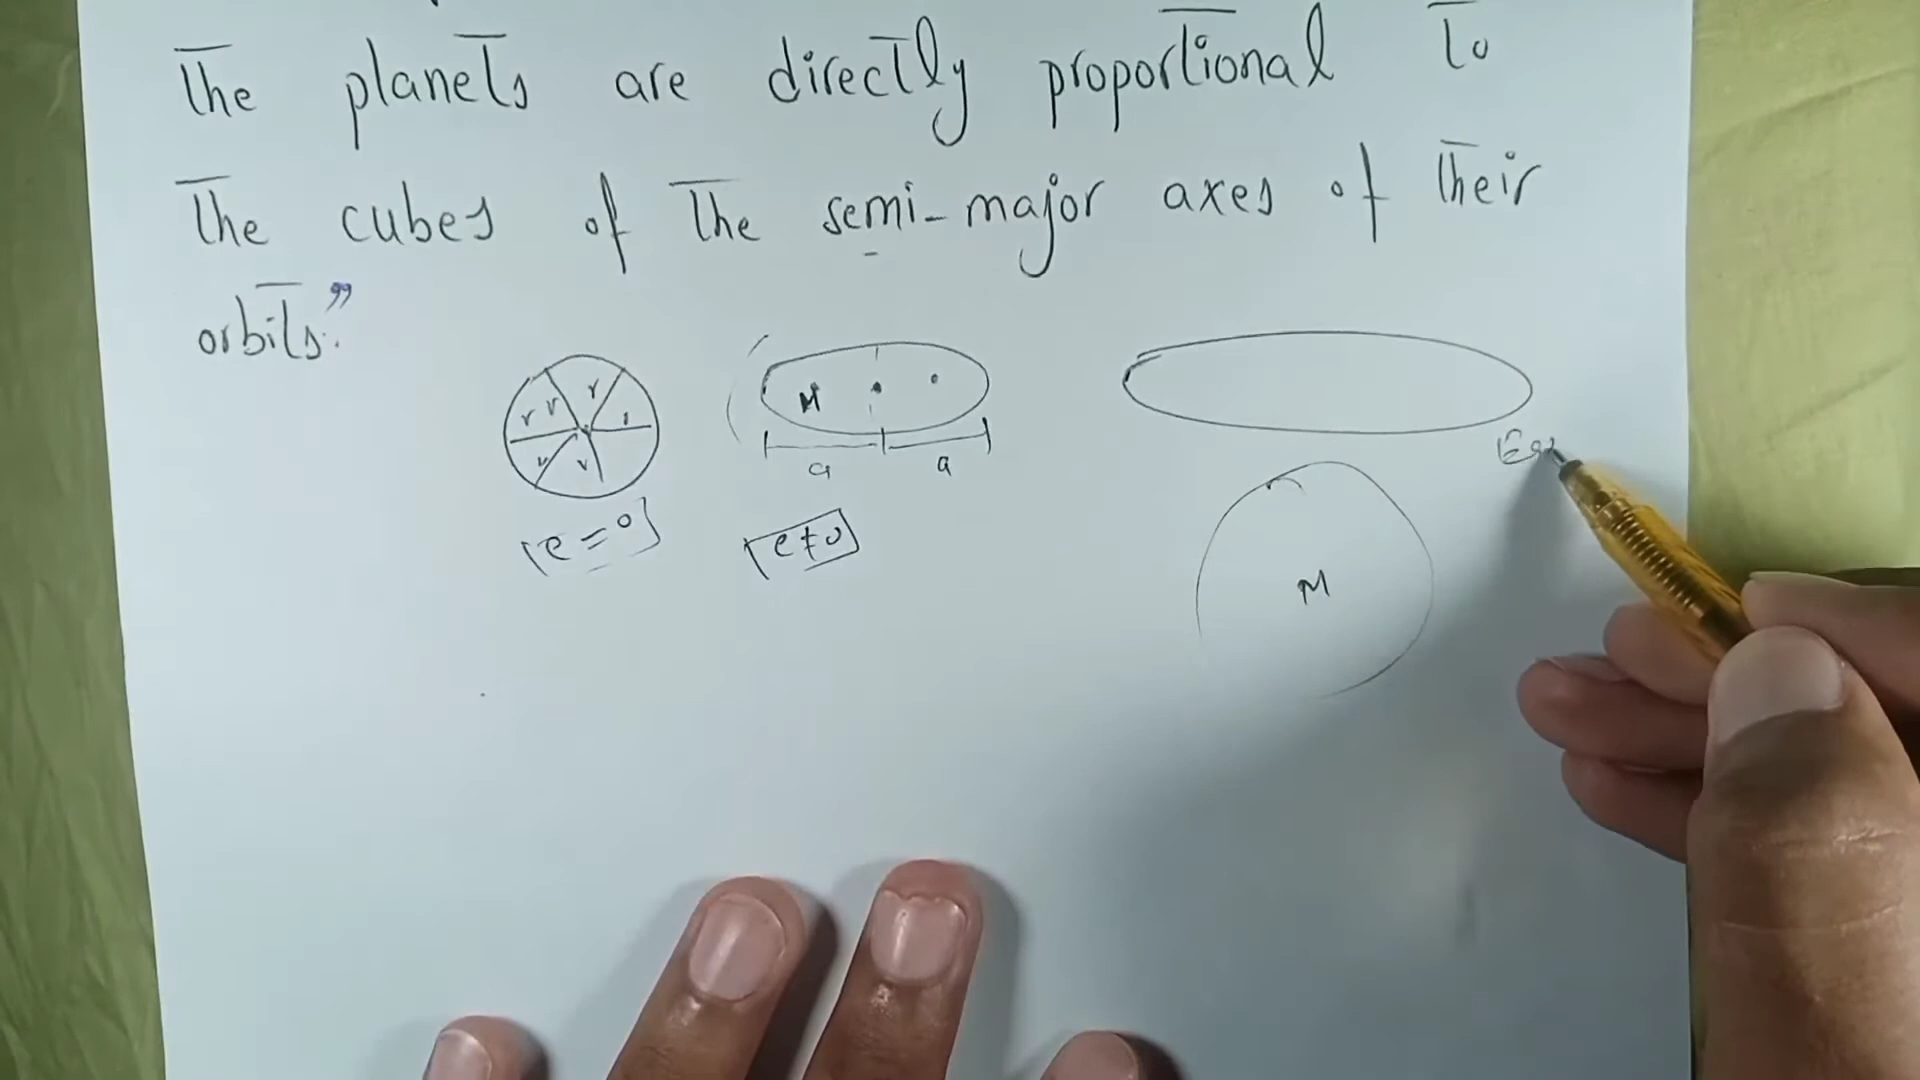 the planets are directly proportional to
the cubes of the semi-major axes of their
orbits.”
r r r r
M
r r
a a
e = 0
e ≠ 0
M